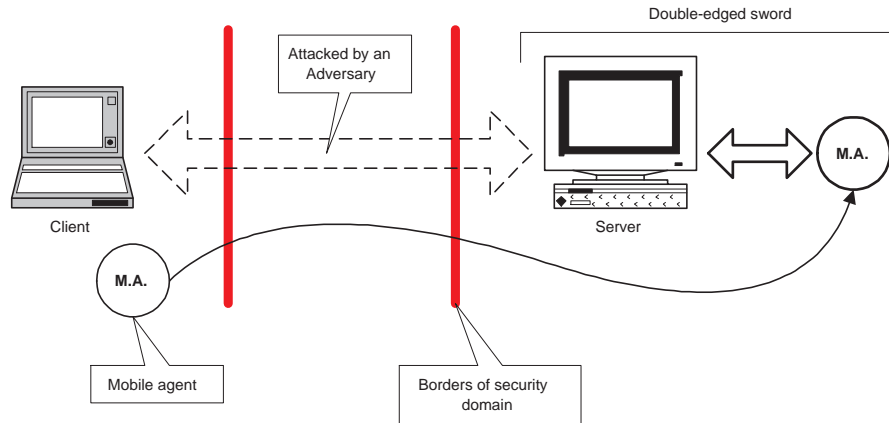 Double-edged sword
Attacked by an
Adversary
M.A.
Client
Server
M.A.
Mobile agent
Borders of security
domain